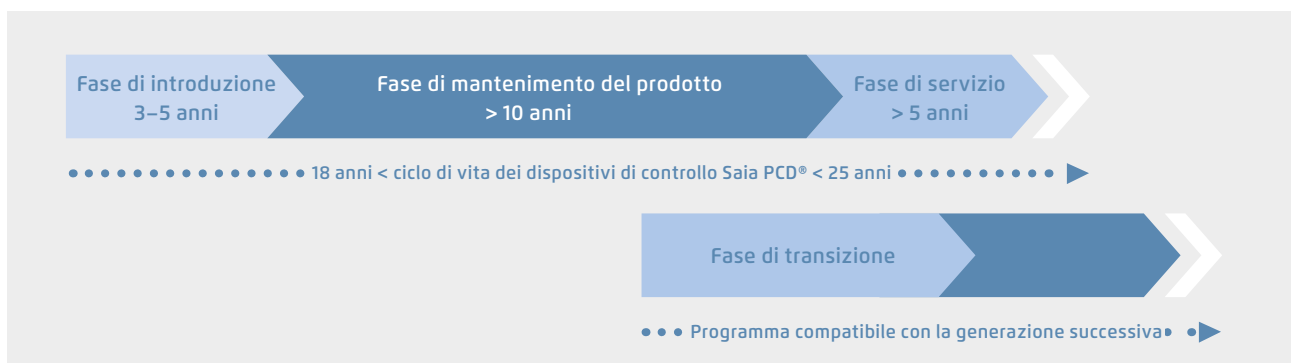 Fase di introduzione
3–5 anni
Fase di mantenimento del prodotto
> 10 anni
Fase di servizio
> 5 anni
18 anni < ciclo di vita dei dispositivi di controllo Saia PCD® < 25 anni
Fase di transizione
Programma compatibile con la generazione successiva